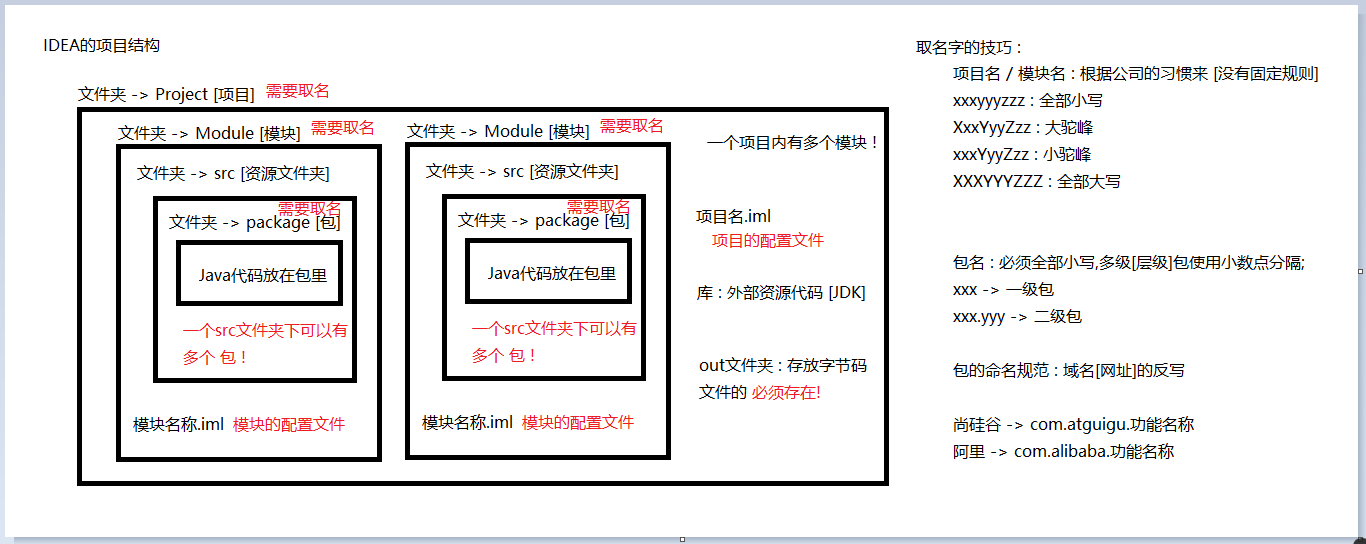 IDEA的项目结构
文件夹 -> Project [项目] 需要取名
文件夹 -> Module [模块] 需要取名
文件夹 -> src [资源文件夹]
需要取名
文件夹 -> package [包]
Java代码放在包里
一个src文件夹下可以有
多个 包！
模块名称.iml 模块的配置文件
文件夹 -> Module [模块] 需要取名
文件夹 -> src [资源文件夹]
需要取名
文件夹 -> package [包]
Java代码放在包里
一个src文件夹下可以有
多个 包！
模块名称.iml 模块的配置文件
一个项目内有多个模块！
项目名.iml
项目的配置文件
库 : 外部资源代码 [JDK]
out文件夹 : 存放字节码
文件的 必须存在!
取名字的技巧 :
项目名 / 模块名 : 根据公司的习惯来 [没有固定规则]
xxxyyyzzz : 全部小写
XxxYyyZzz : 大驼峰
xxxYyyZzz : 小驼峰
XXXYYYZZZ : 全部大写
包名 : 必须全部小写,多级[层级]包使用小数点分隔;
xxx -> 一级包
xxx.yyy -> 二级包
包的命名规范 : 域名[网址]的反写
尚硅谷 -> com.atguigu.功能名称
阿里 -> com.alibaba.功能名称